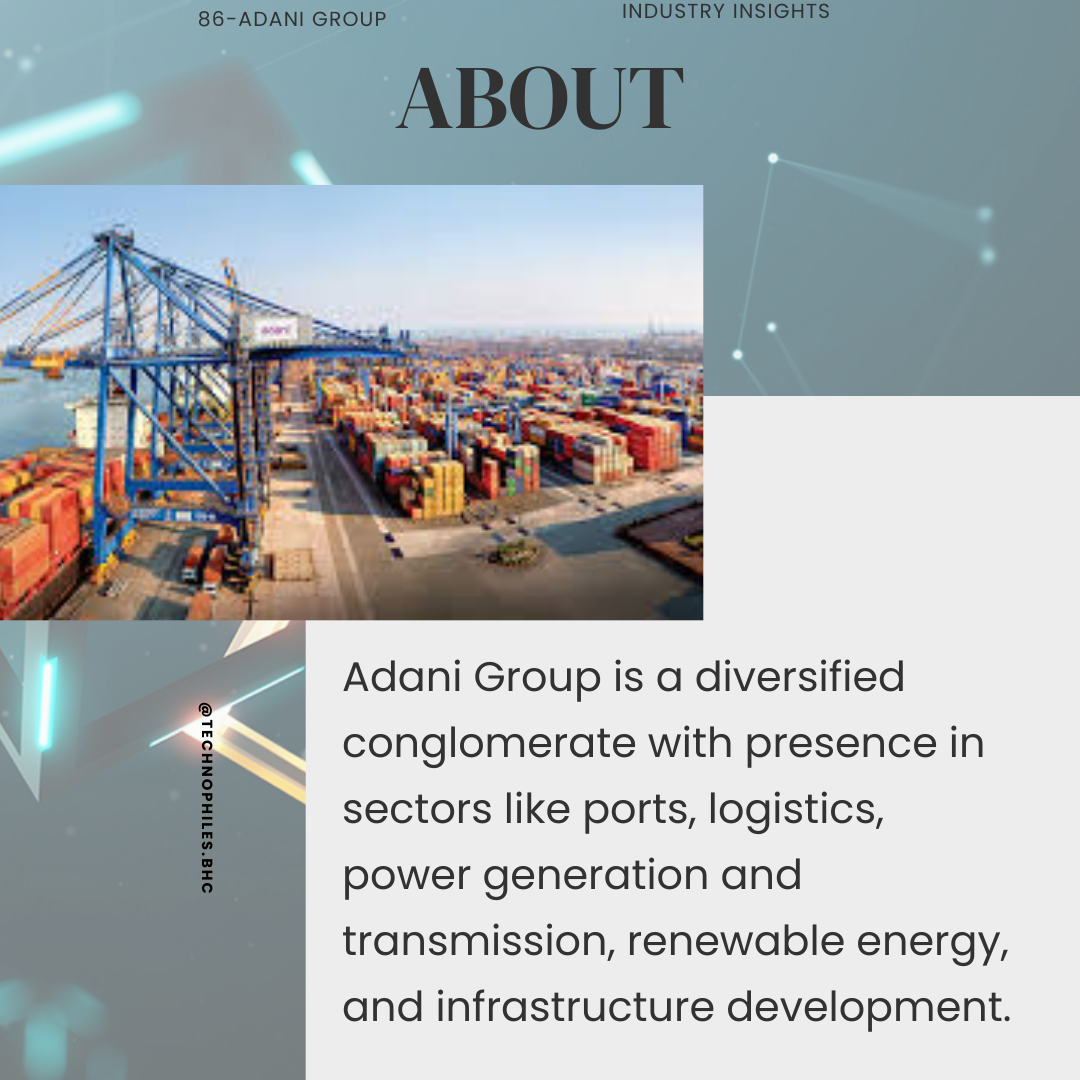 86-ADANI GROUP
INDUSTRY INSIGHTS
ABOUT
adani
Adani Group is a diversified
conglomerate with presence in
sectors like ports, logistics,
power generation and
transmission, renewable energy,
and infrastructure development.
@TECHNOPHILES.BHC